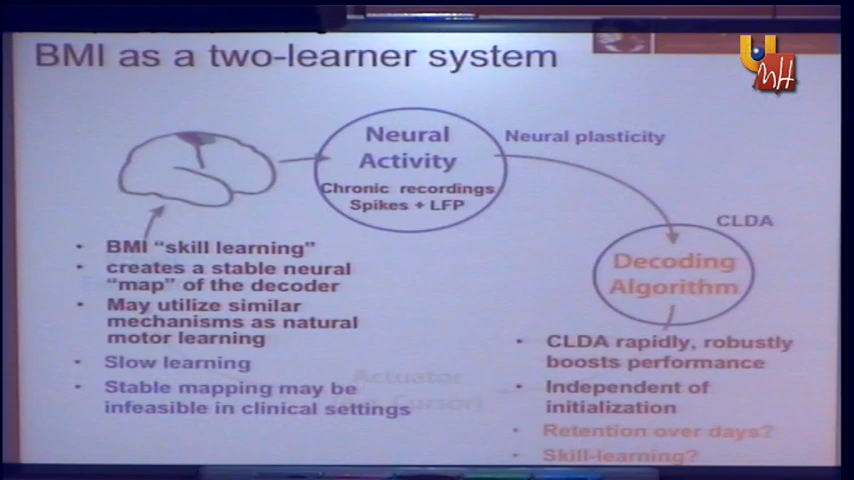 BMI as a two-learner system
UMH
Neural
Activity
Chronic recordings
Spikes + LFP
Neural plasticity
CLDA
Decoding
Algorithm
• BMI “skill learning”
• creates a stable neural
“map” of the decoder
• May utilize similar
mechanisms as natural
motor learning
• Slow learning
• Stable mapping may be
infeasible in clinical settings
Actuator
Cursor)
• CLDA rapidly, robustly
boosts performance
• Independent of
initialization
• Retention over days?
• Skill-learning?